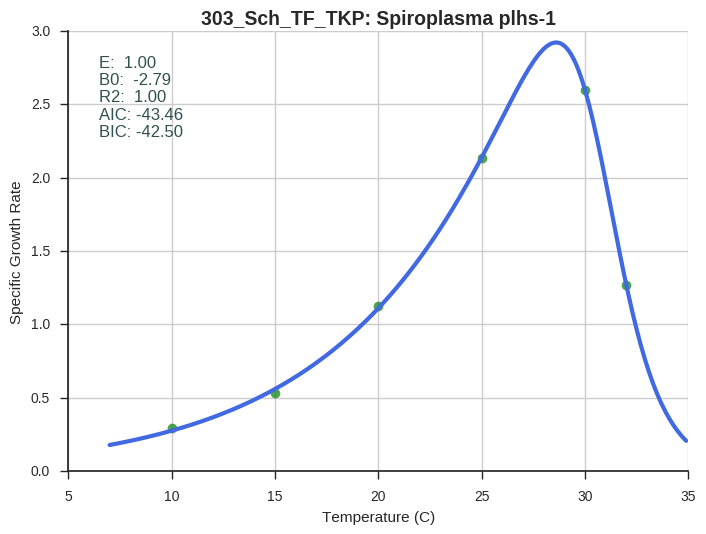 303_Sch_TF_TKP: Spiroplasma plhs-1
E: 1.00
B0: -2.79
R2: 1.00
AIC: -43.46
BIC: -42.50
Specific Growth Rate
3.0
2.5
2.0
1.5
1.0
0.5
0.0
5 10 15 20 25 30 35
Temperature (C)